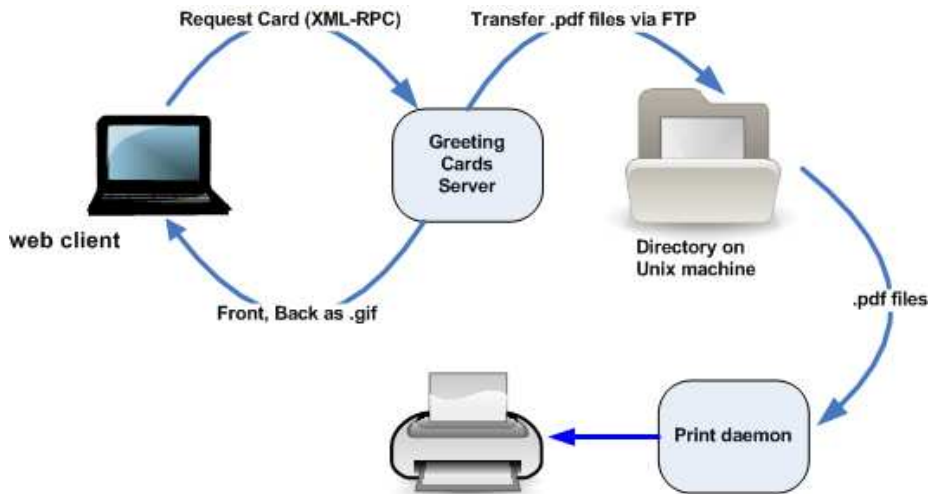 Request Card (XML-RPC)
Transfer .pdf files via FTP
Greeting
Cards
Server
web client
Directory on
Unix machine
Front, Back as .gif
.pdf files
Print daemon